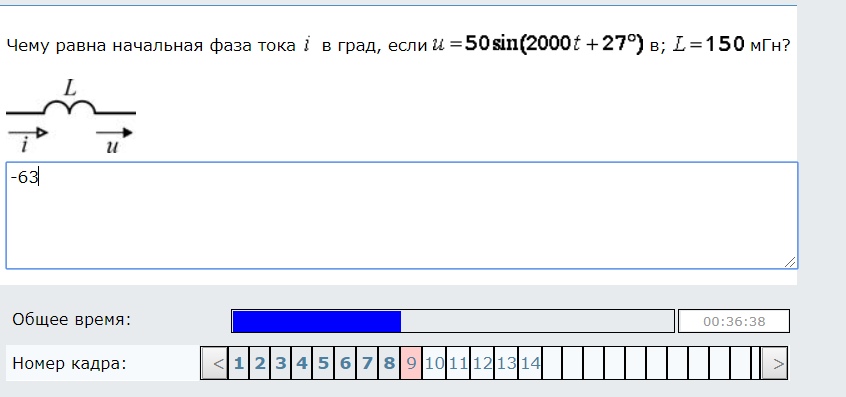 Чему равна начальная фаза тока i в град, если u = 50 sin(2000t + 27°) в; L = 150 мГн?
L
i u
-63
Общее время: 00:36:38
Номер кадра: < 1 2 3 4 5 6 7 8 9 10 11 12 13 14 >